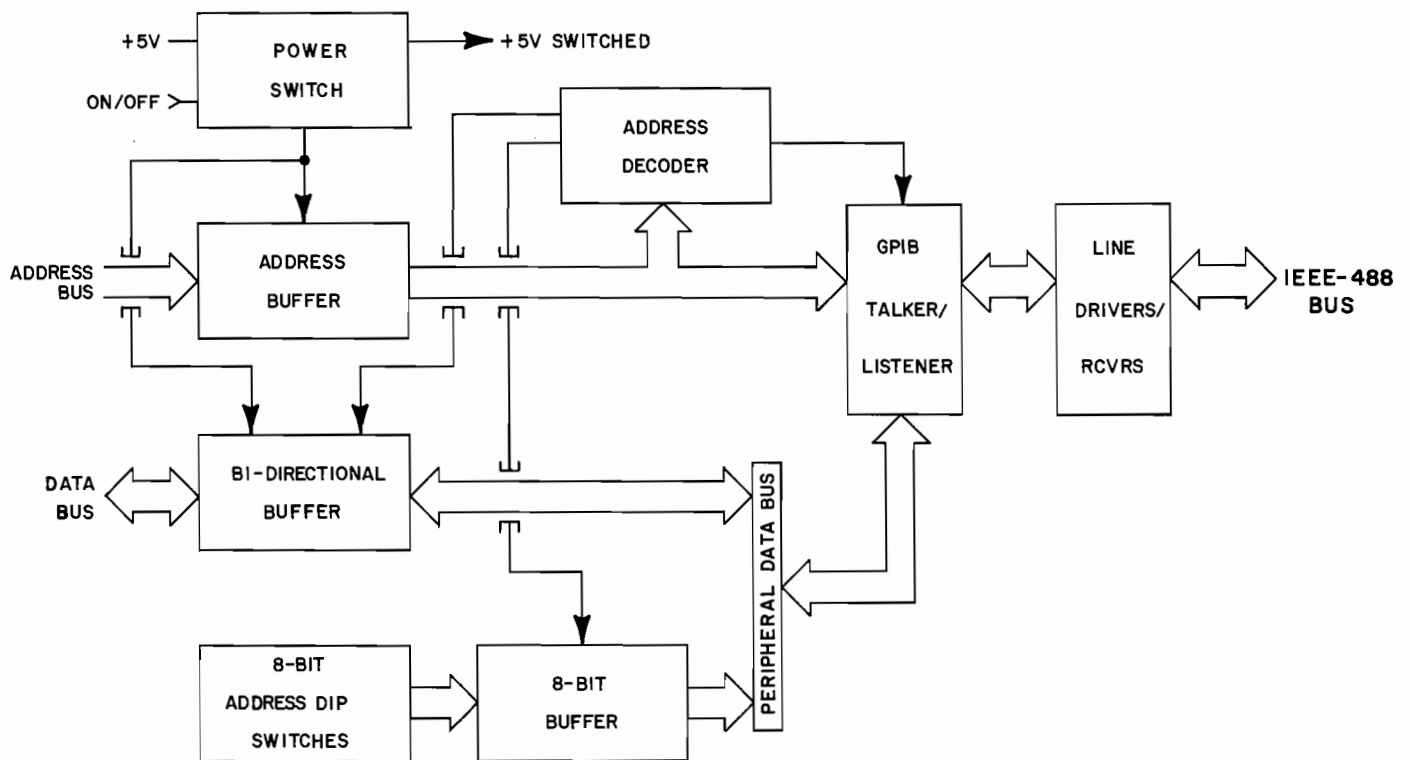 +5V
POWER
SWITCH
+5V SWITCHED
ON/OFF
ADDRESS
DECODER
ADDRESS
BUS
ADDRESS
BUFFER
GPIB
TALKER/
LISTENER
LINE
DRIVERS/
RCVRS
IEEE-488
BUS
DATA
BUS
BI-DIRECTIONAL
BUFFER
PERIPHERAL DATA BUS
8-BIT
ADDRESS DIP
SWITCHES
8-BIT
BUFFER